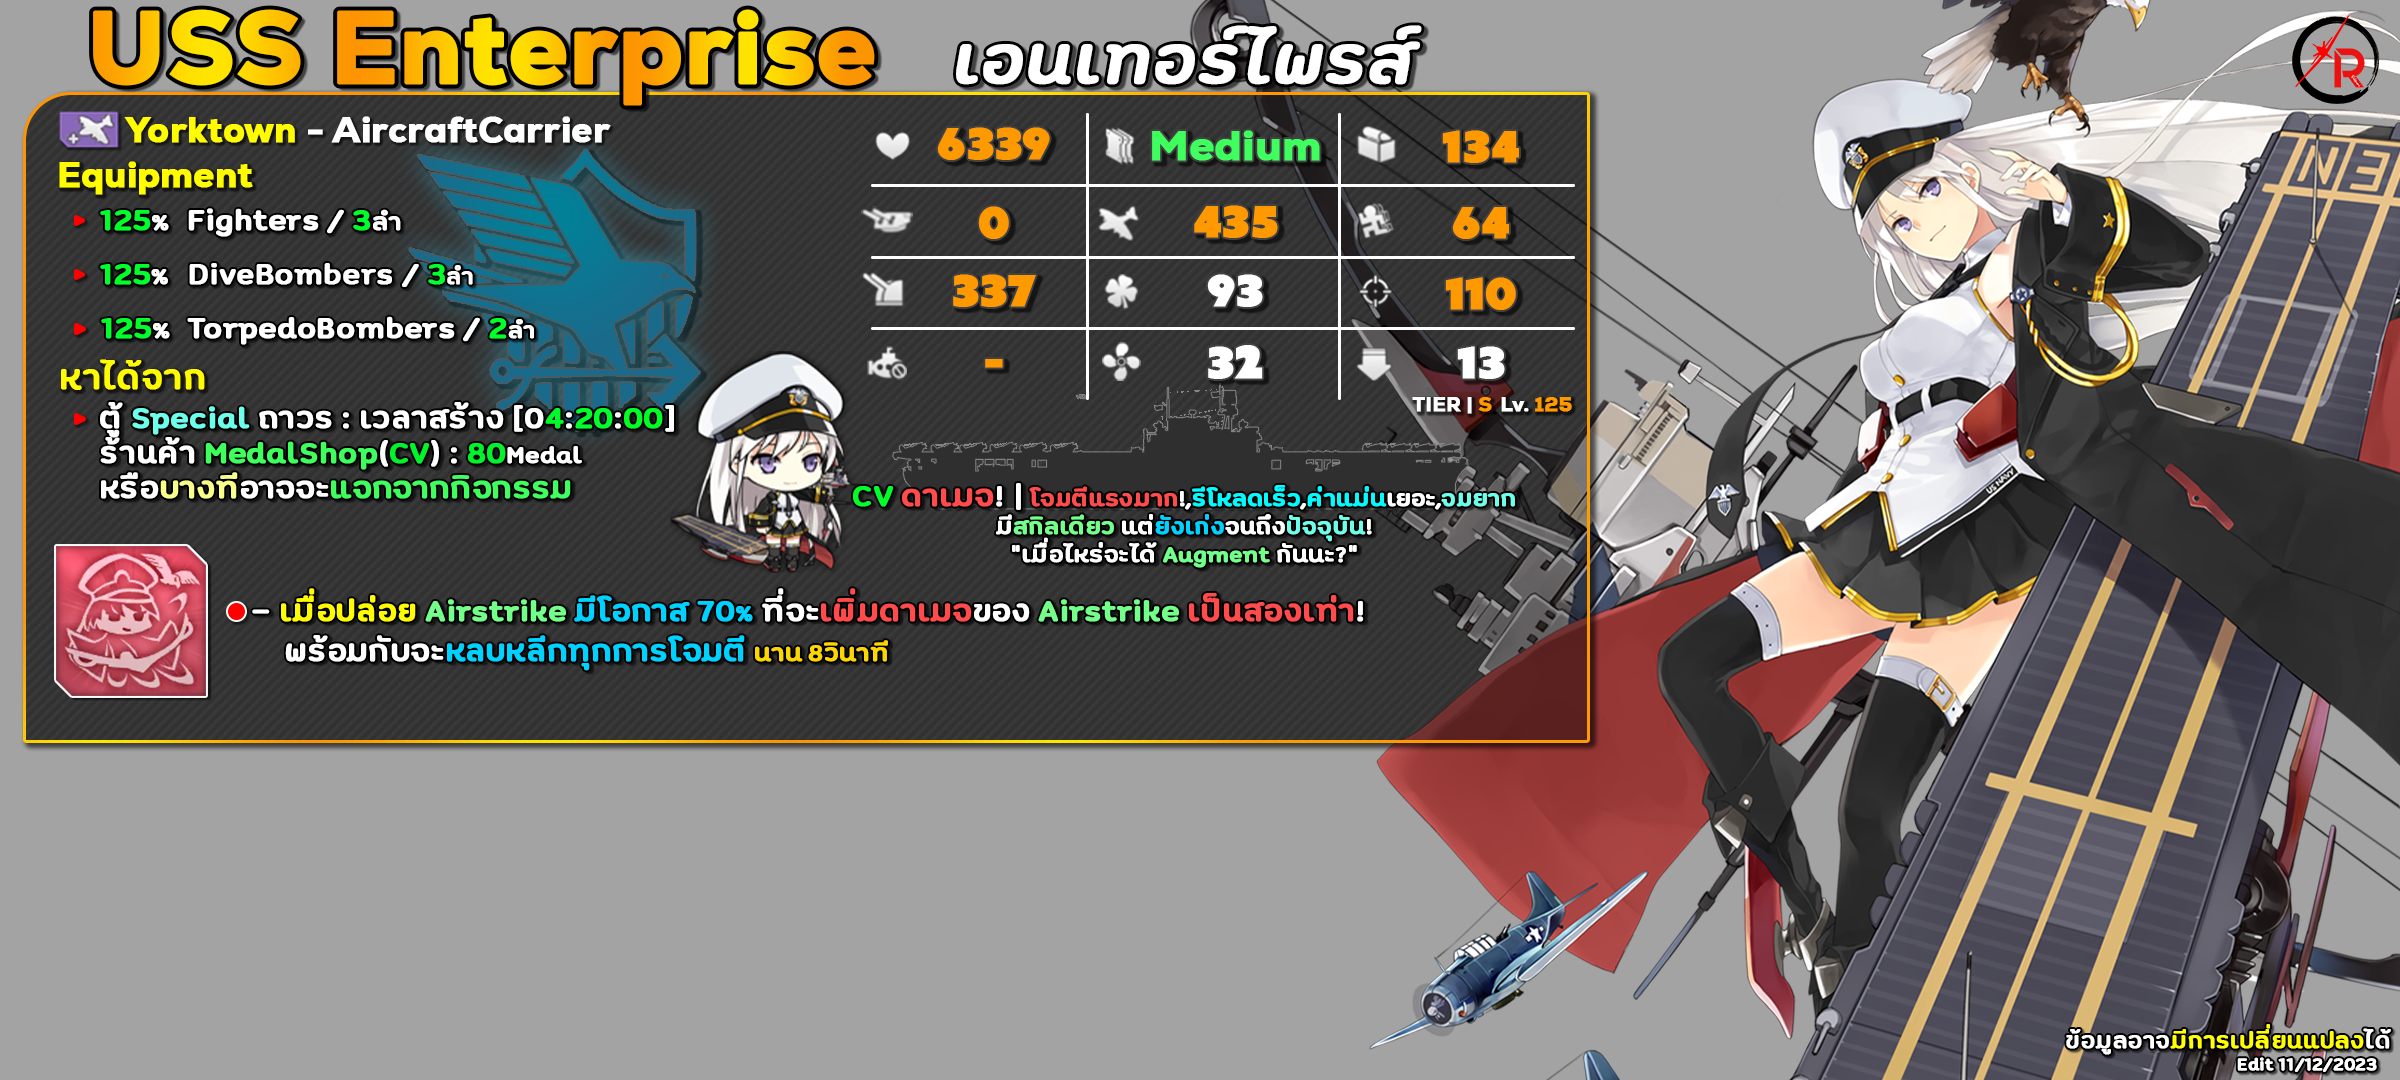 USS Enterprise เอนเทอร์ไพรส์
Yorktown - AircraftCarrier
Equipment
125% Fighters / 3ลำ
125% DiveBombers / 3ลำ
125% TorpedoBombers / 2ลำ
หาได้จาก
ตู้ Special ถาวร : เวลาสร้าง [04:20:00]
ร้านค้า MedalShop(CV) : 80Medal
หรือบางทีอาจจะแจกจากกิจกรรม
6339 Medium 134
0 435 64
337 93 110
- 32 13
TIER | S Lv. 125
CV ดาเมจ! | โจมตีแรงมาก!,รีโหลดเร็ว,ค่าแม่นเยอะ,จมยาก
มีสกิลเดียว แต่ยังเก่งจนถึงปัจจุบัน!
"เมื่อไหร่จะได้ Augment กันนะ?"
– เมื่อปล่อย Airstrike มีโอกาส 70% ที่จะเพิ่มดาเมจของ Airstrike เป็นสองเท่า!
พร้อมกับจะหลบหลีกทุกการโจมตี นาน 8วินาที
R
EN
US NAVY
ข้อมูลอาจมีการเปลี่ยนแปลงได้
Edit 11/12/2023